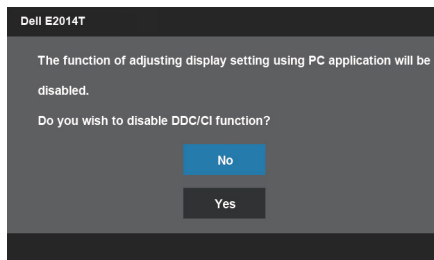 Dell E2014T
The function of adjusting display setting using PC application will be
disabled.
Do you wish to disable DDC/CI function?
No
Yes